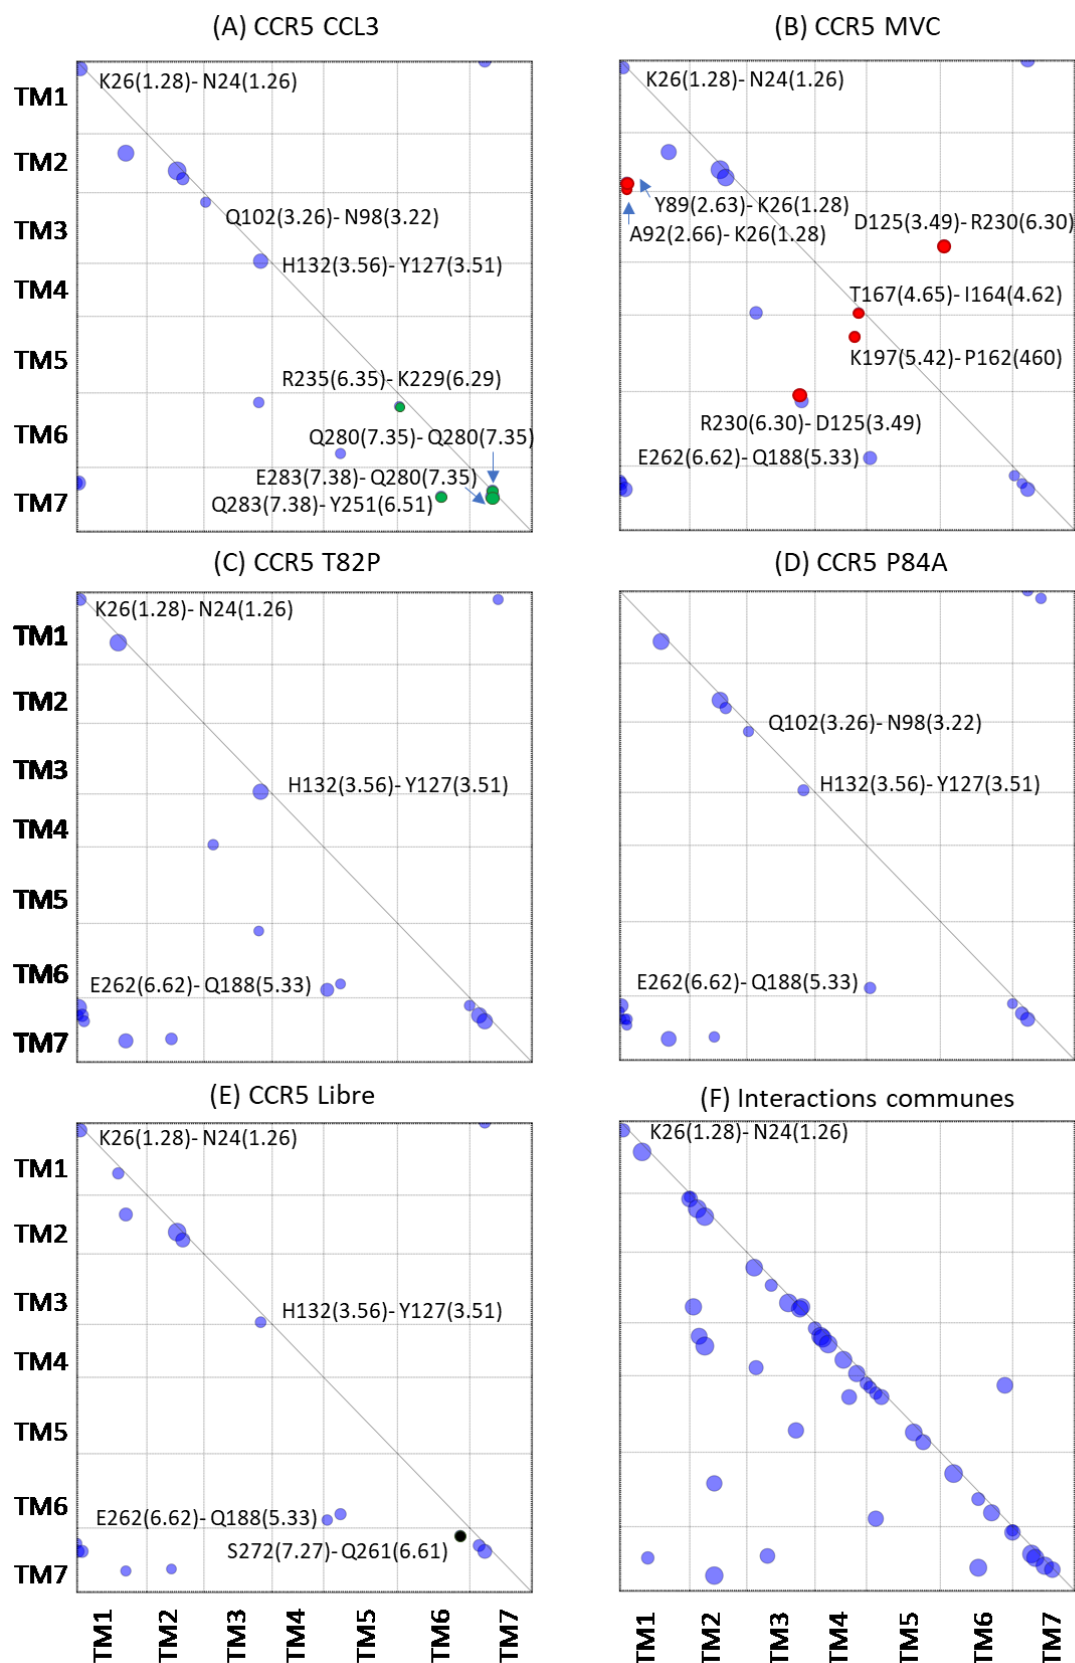 (A) CCR5 CCL3
(B) CCR5 MVC
K26(1.28)- N24(1.26)
Q102(3.26)- N98(3.22)
H132(3.56)- Y127(3.51)
R235(6.35)- K229(6.29)
Q280(7.35)- Q280(7.35)
E283(7.38)- Q280(7.35)
Q283(7.38)- Y251(6.51)
TM1
TM2
TM3
TM4
TM5
TM6
TM7
K26(1.28)- N24(1.26)
Y89(2.63)- K26(1.28)
A92(2.66)- K26(1.28)
D125(3.49)- R230(6.30)
T167(4.65)- I164(4.62)
K197(5.42)- P162(460)
R230(6.30)- D125(3.49)
E262(6.62)- Q188(5.33)
(C) CCR5 T82P
(D) CCR5 P84A
K26(1.28)- N24(1.26)
H132(3.56)- Y127(3.51)
E262(6.62)- Q188(5.33)
TM1
TM2
TM3
TM4
TM5
TM6
TM7
Q102(3.26)- N98(3.22)
H132(3.56)- Y127(3.51)
E262(6.62)- Q188(5.33)
(E) CCR5 Libre
(F) Interactions communes
K26(1.28)- N24(1.26)
H132(3.56)- Y127(3.51)
E262(6.62)- Q188(5.33)
S272(7.27)- Q261(6.61)
TM1
TM2
TM3
TM4
TM5
TM6
TM7
K26(1.28)- N24(1.26)
TM1
TM2
TM3
TM4
TM5
TM6
TM7
TM1
TM2
TM3
TM4
TM5
TM6
TM7